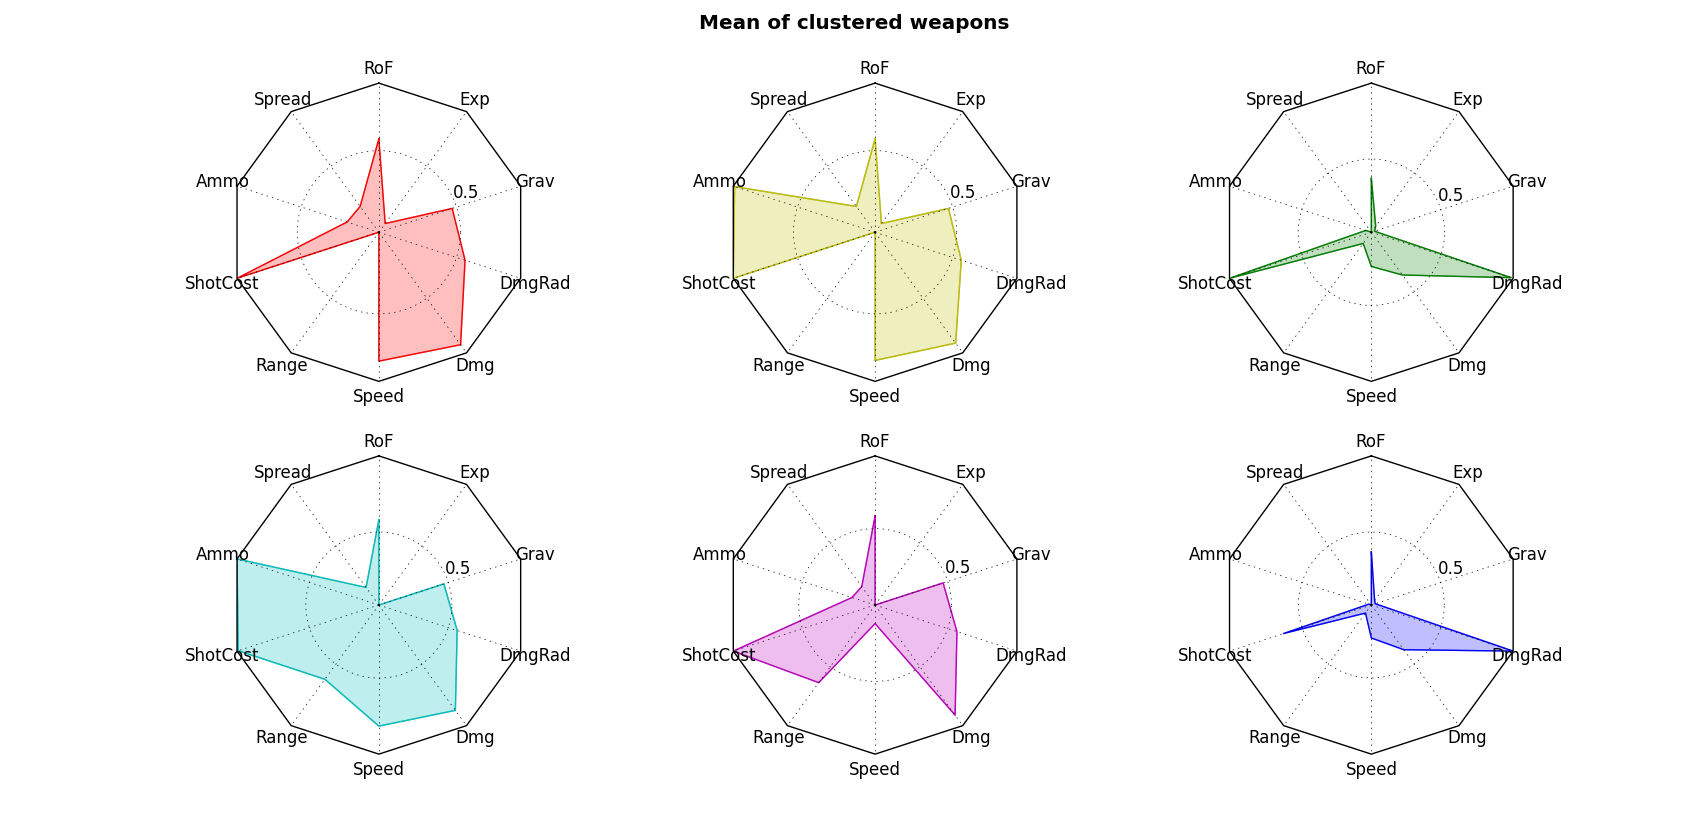 Mean of clustered weapons
RoF
Spread
Exp
Ammo
Grav
0.5
ShotCost
DmgRad
Range
Dmg
Speed
RoF
Spread
Exp
Ammo
Grav
0.5
ShotCost
DmgRad
Range
Dmg
Speed
RoF
Spread
Exp
Ammo
Grav
0.5
ShotCost
DmgRad
Range
Dmg
Speed
RoF
Spread
Exp
Ammo
Grav
0.5
ShotCost
DmgRad
Range
Dmg
Speed
RoF
Spread
Exp
Ammo
Grav
0.5
ShotCost
DmgRad
Range
Dmg
Speed
RoF
Spread
Exp
Ammo
Grav
0.5
ShotCost
DmgRad
Range
Dmg
Speed